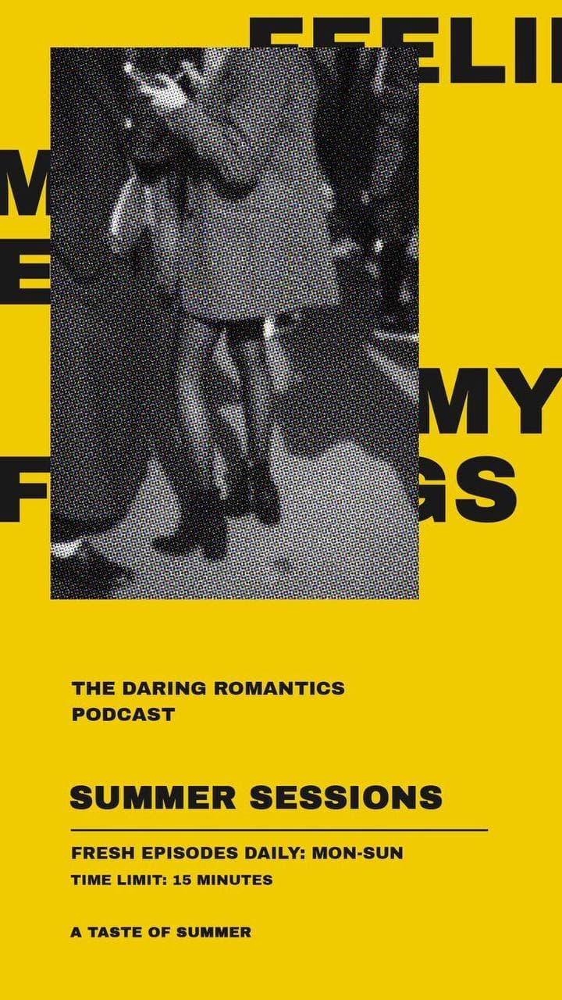 MY
THE DARING ROMANTICS
PODCAST
SUMMER SESSIONS
FRESH EPISODES DAILY: MON-SUN
TIME LIMIT: 15 MINUTES
A TASTE OF SUMMER